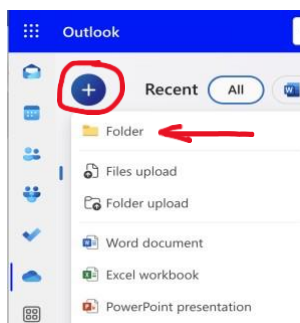 Outlook
Recent All
Folder
Files upload
Folder upload
Word document
Excel workbook
PowerPoint presentation